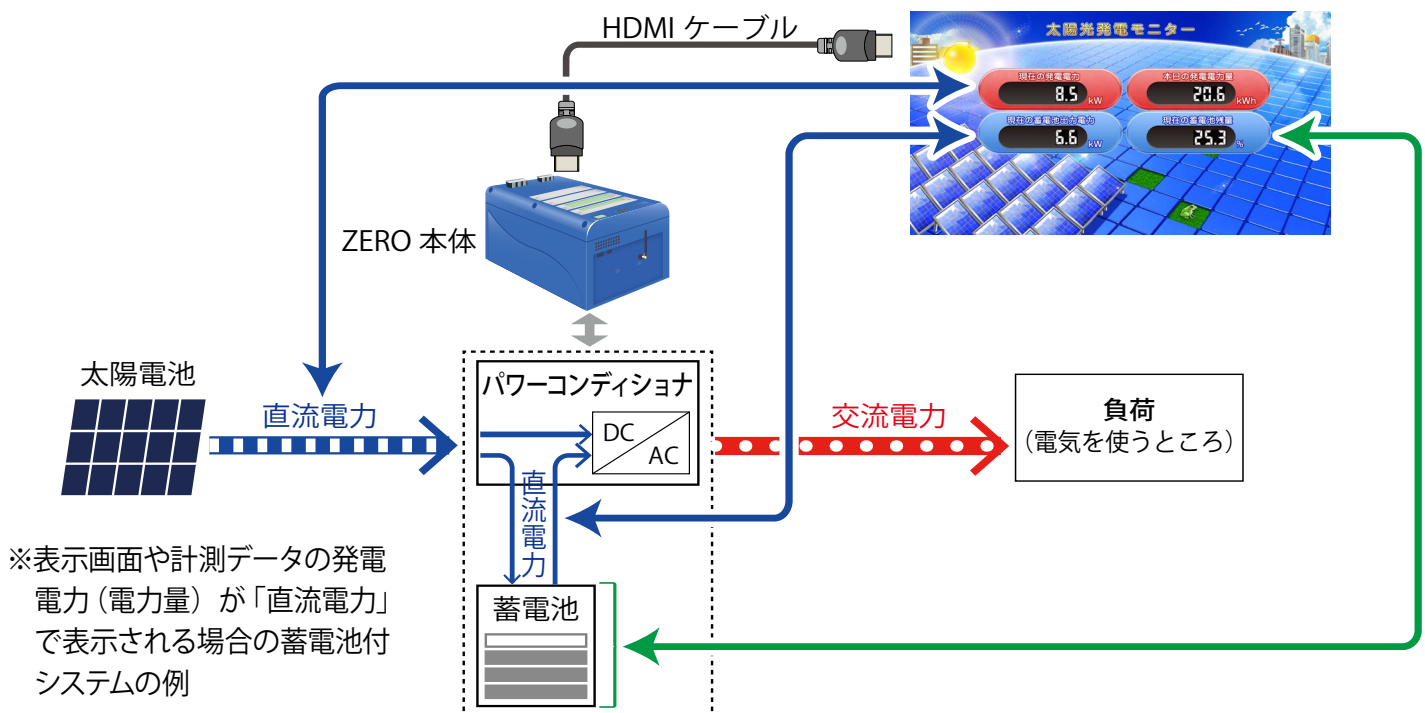 HDMI ケーブル
太陽光発電モニター
現在の発電電力
8.5 kW
本日の発電電力量
20.6 kWh
現在の蓄電池出力電力
6.6 kW
現在の蓄電池残量
25.3 %
ZERO 本体
太陽電池
直流電力
パワーコンディショナ
DC
AC
直流電力
交流電力
負荷
（電気を使うところ）
蓄電池
※表示画面や計測データの発電
電力（電力量）が「直流電力」
で表示される場合の蓄電池付
システムの例